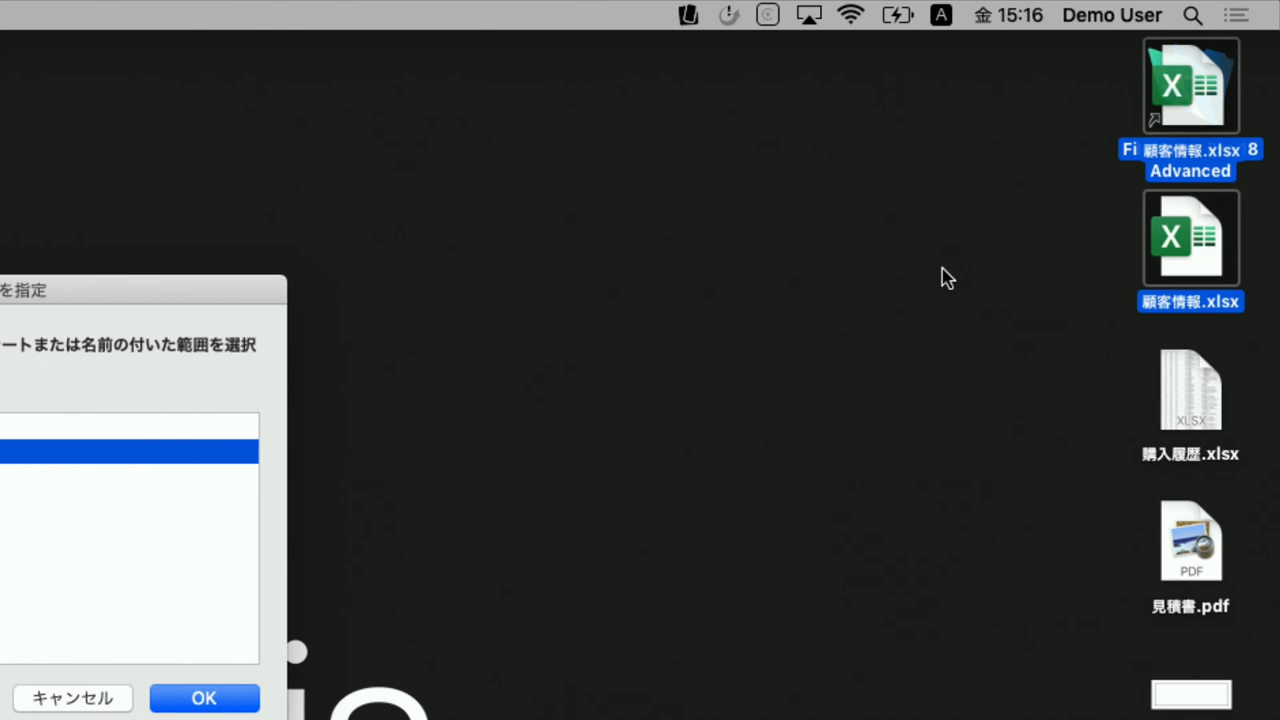 A 金 15:16 Demo User
Fi 顧客情報.xlsx 8
Advanced
X
顧客情報.xlsx
を指定
ートまたは名前の付いた範囲を選択
XLSX
購入履歴.xlsx
PDF
見積書.pdf
キャンセル OK